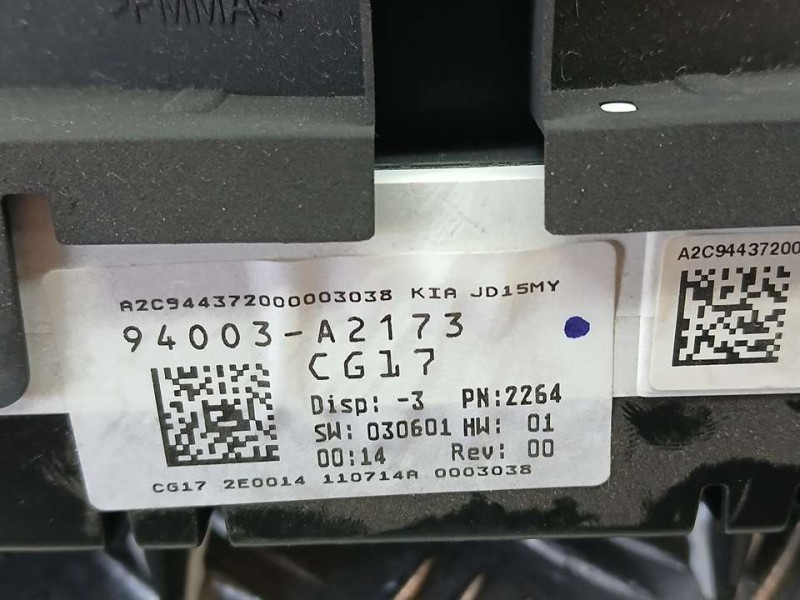 >PMMA<
A2C944372000003038 KIA JD15MY
94003-A2173
CG17
Disp: -3 PN:2264
SW: 030601 HW: 01
00:14 Rev: 00
CG17 2E0014 110714A 0003038
A2C94437200